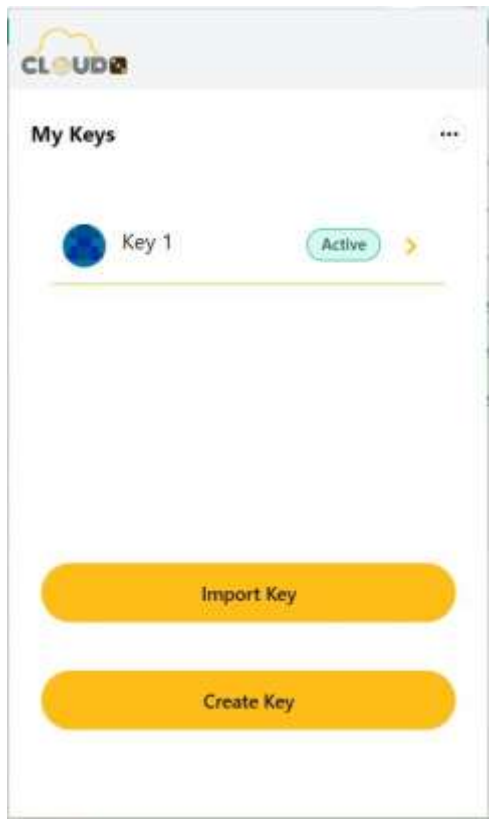 CLOUD
My Keys
...
Key 1
Active
Import Key
Create Key